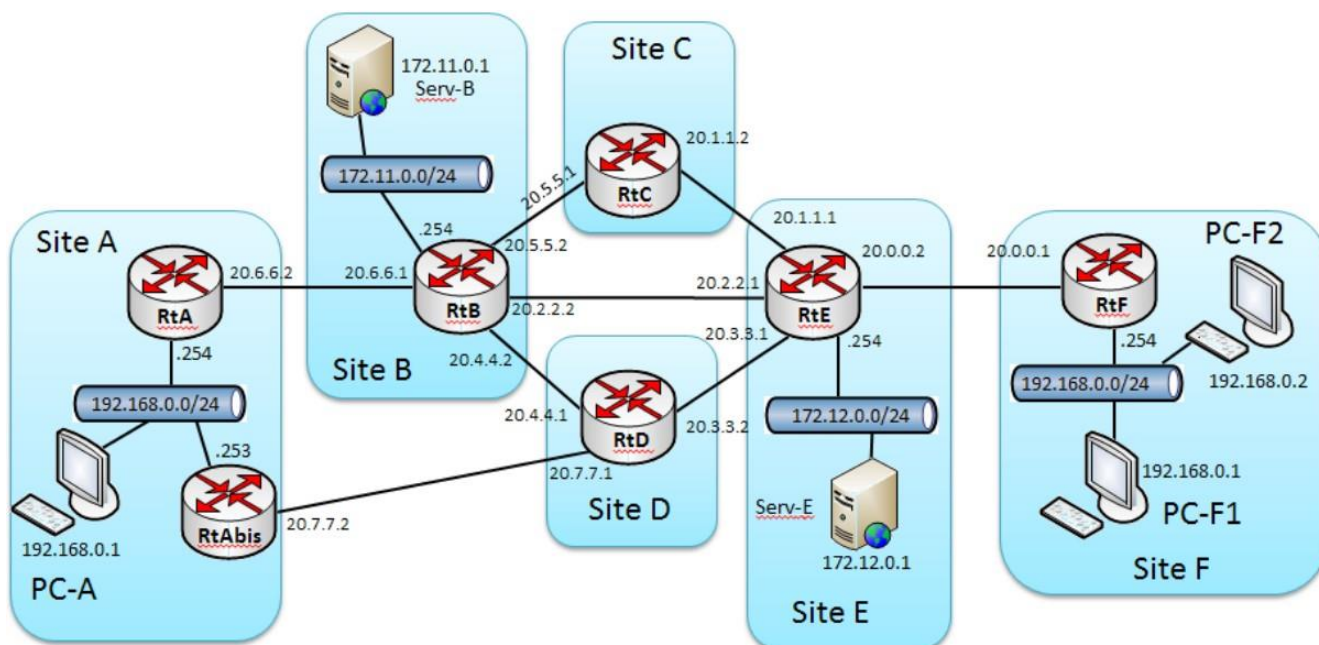 Site A
20.6.6.2
RtA
.254
192.168.0.0/24
.253
192.168.0.1
PC-A
RtAbis
20.7.7.2
172.11.0.1
Serv-B
172.11.0.0/24
.254
20.5.5.2
20.6.6.1
RtB
20.2.2.2
20.4.4.2
Site B
Site C
20.5.5.1
20.1.1.2
RtC
20.4.4.1
RtD
20.3.3.2
20.7.7.1
Site D
20.1.1.1
20.0.0.2
20.2.2.1
RtE
20.3.3.1
.254
172.12.0.0/24
Serv-E
172.12.0.1
Site E
PC-F2
20.0.0.1
RtF
.254
192.168.0.0/24
192.168.0.2
192.168.0.1
PC-F1
Site F